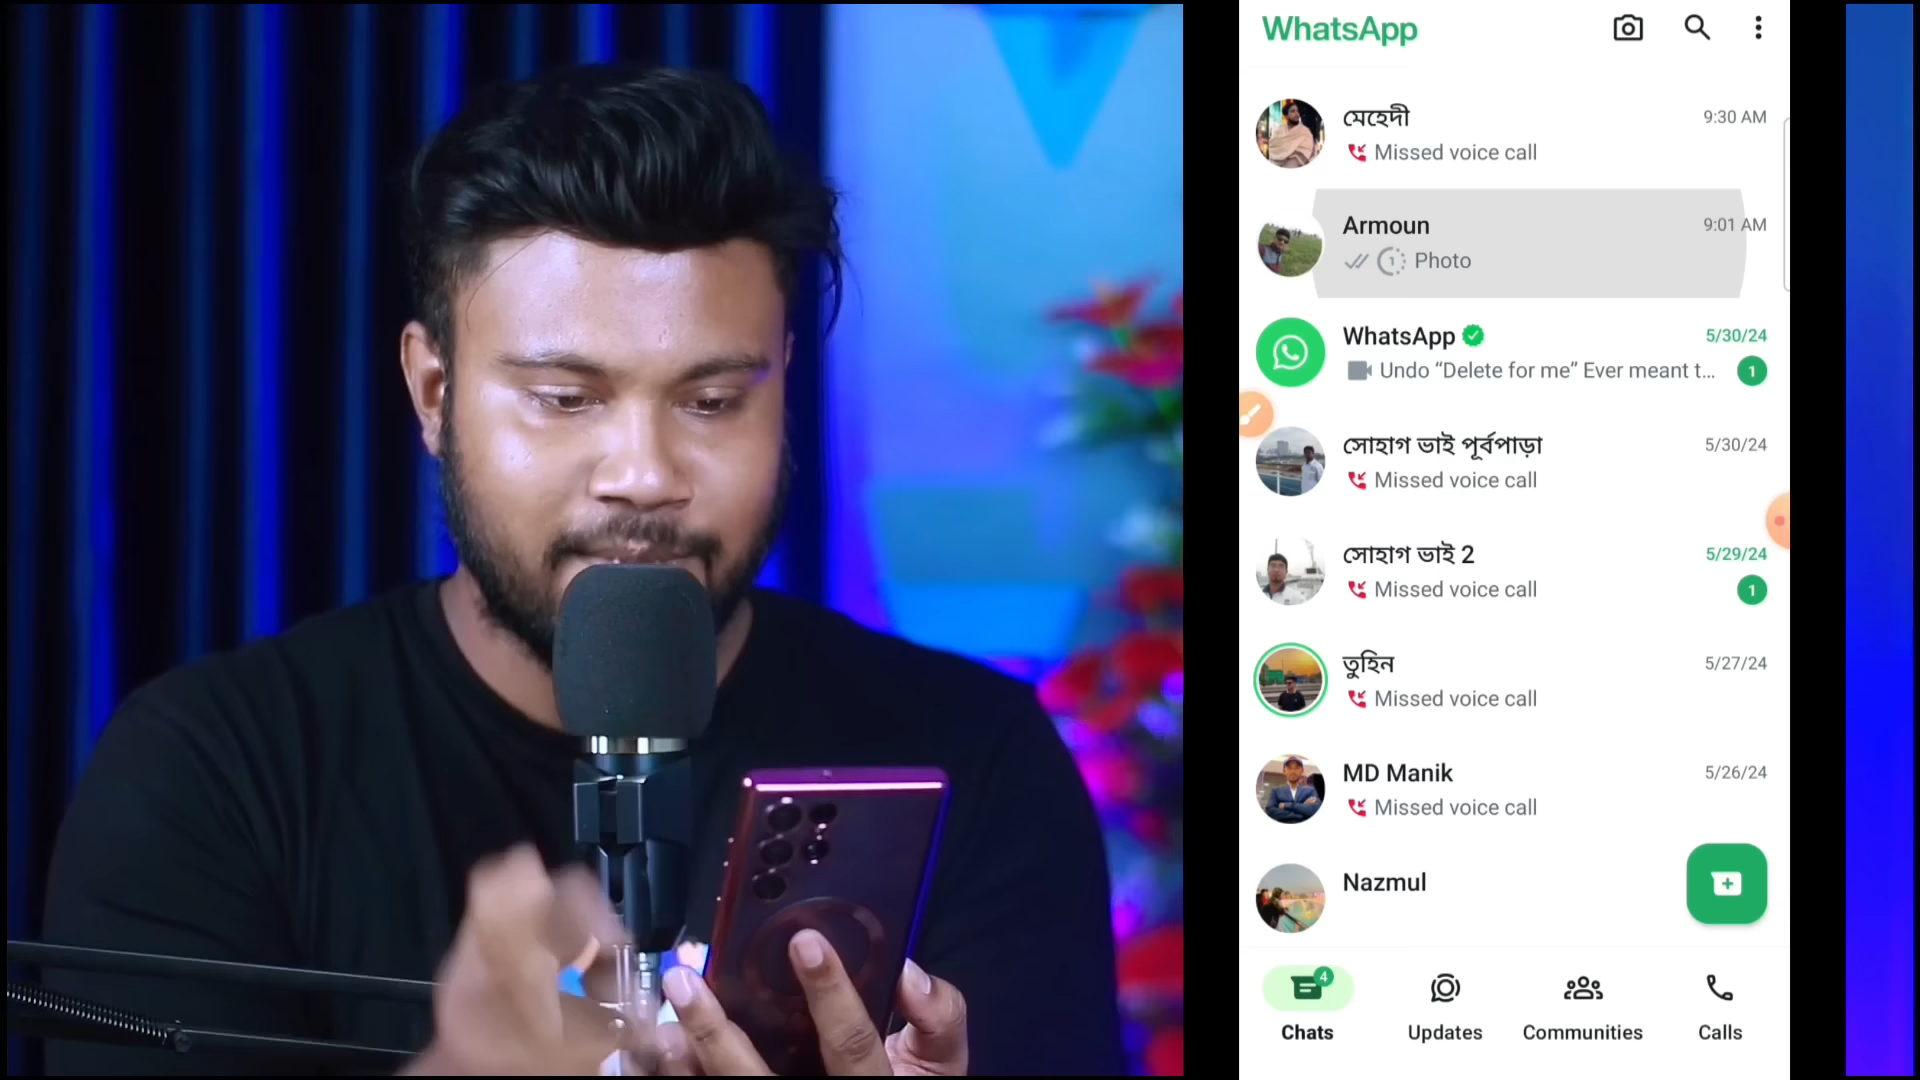 WhatsApp
মেহেদী 9:30 AM
Missed voice call
Armoun 9:01 AM
1 Photo
WhatsApp 5/30/24
Undo “Delete for me” Ever meant t... 1
সোহাগ ভাই পূর্বপাড়া 5/30/24
Missed voice call
সোহাগ ভাই 2 5/29/24
Missed voice call 1
তুহিন 5/27/24
Missed voice call
MD Manik 5/26/24
Missed voice call
Nazmul
4
Chats Updates Communities Calls